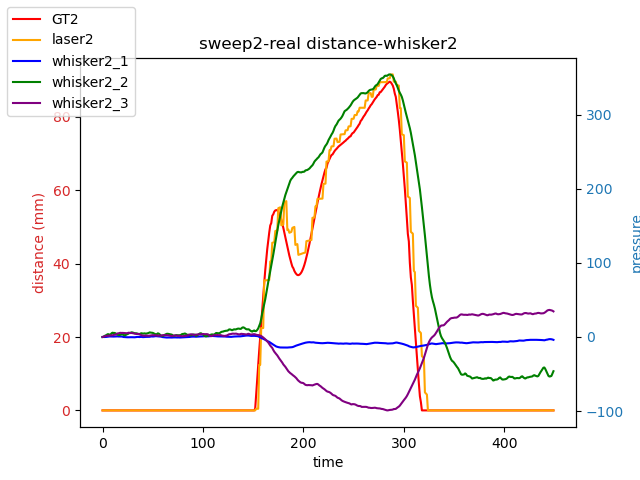 sweep2-real distance-whisker2
GT2
laser2
whisker2_1
whisker2_2
whisker2_3
distance (mm)
80
60
40
20
0
300
200
100
0
−100
pressure
0
100
200
300
400
time